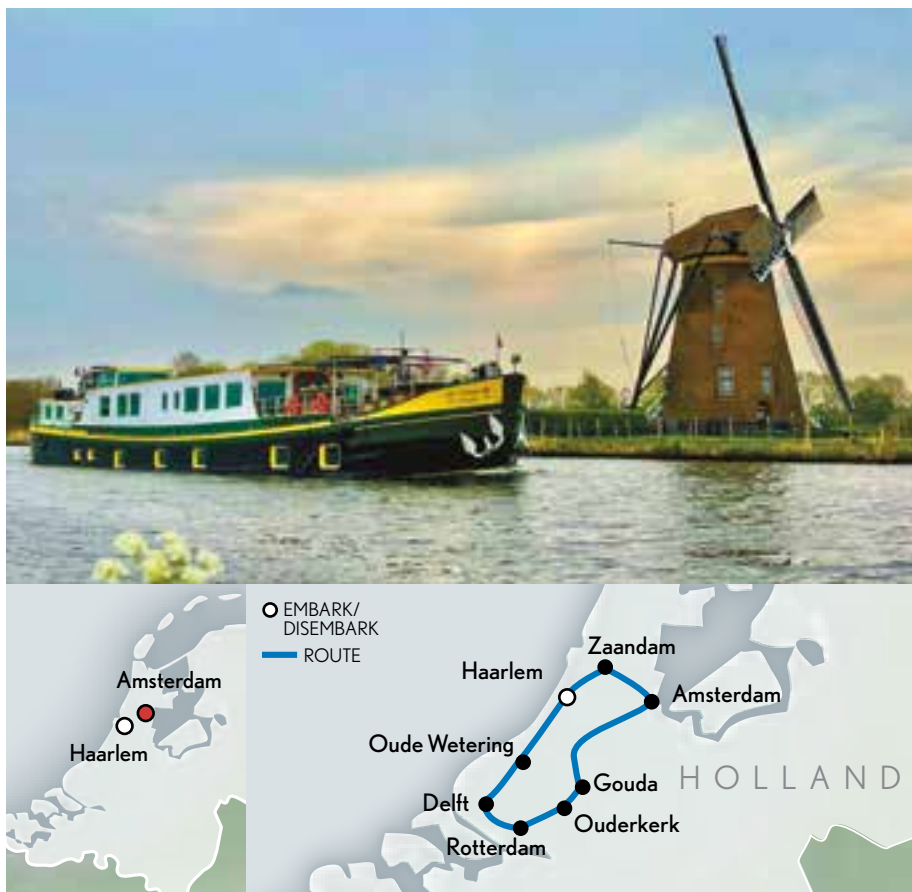 EMBARK/
DISEMBARK
ROUTE
Amsterdam
Haarlem
Zaandam
Haarlem
Amsterdam
Oude Wetering
Gouda
HOLLAND
Delft
Ouderkerk
Rotterdam